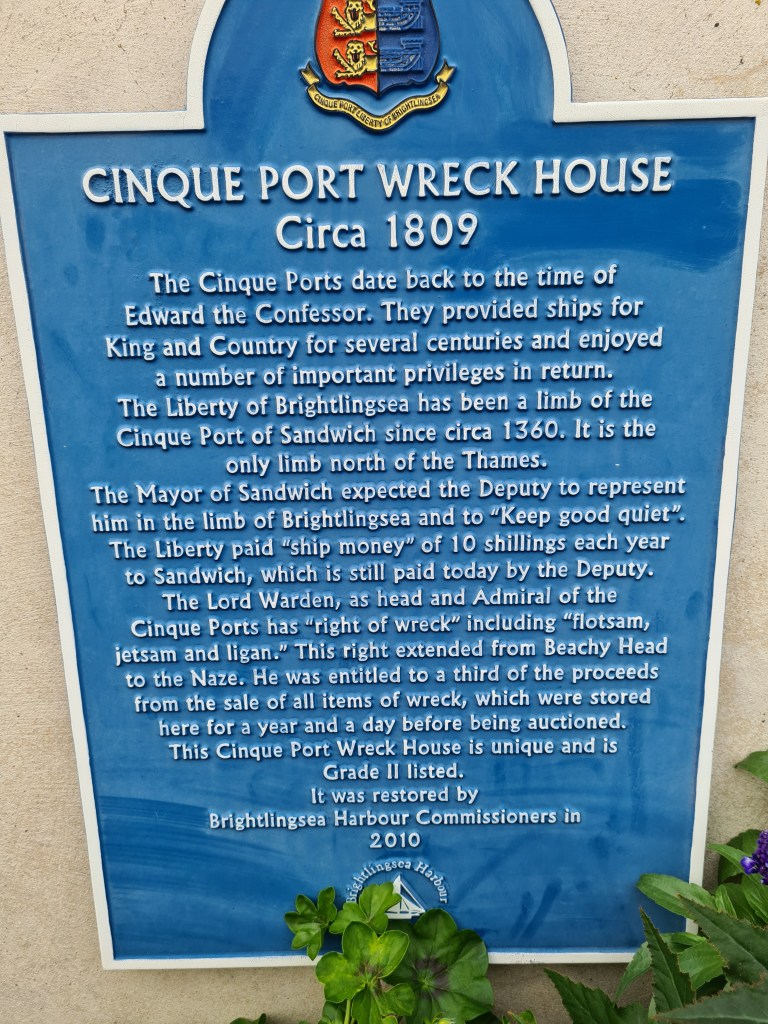 CINQUE PORT LIBERTY OF BRIGHTLINGSEA
CINQUE PORT WRECK HOUSE
Circa 1809
The Cinque Ports date back to the time of
Edward the Confessor. They provided ships for
King and Country for several centuries and enjoyed
a number of important privileges in return.
The Liberty of Brightlingsea has been a limb of the
Cinque Port of Sandwich since circa 1360. It is the
only limb north of the Thames.
The Mayor of Sandwich expected the Deputy to represent
him in the limb of Brightlingsea and to “Keep good quiet”.
The Liberty paid “ship money” of 10 shillings each year
to Sandwich, which is still paid today by the Deputy.
The Lord Warden, as head and Admiral of the
Cinque Ports has “right of wreck” including “flotsam,
jetsam and ligan.” This right extended from Beachy Head
to the Naze. He was entitled to a third of the proceeds
from the sale of all items of wreck, which were stored
here for a year and a day before being auctioned.
This Cinque Port Wreck House is unique and is
Grade II listed.
It was restored by
Brightlingsea Harbour Commissioners in
2010
Brightlingsea Harbour